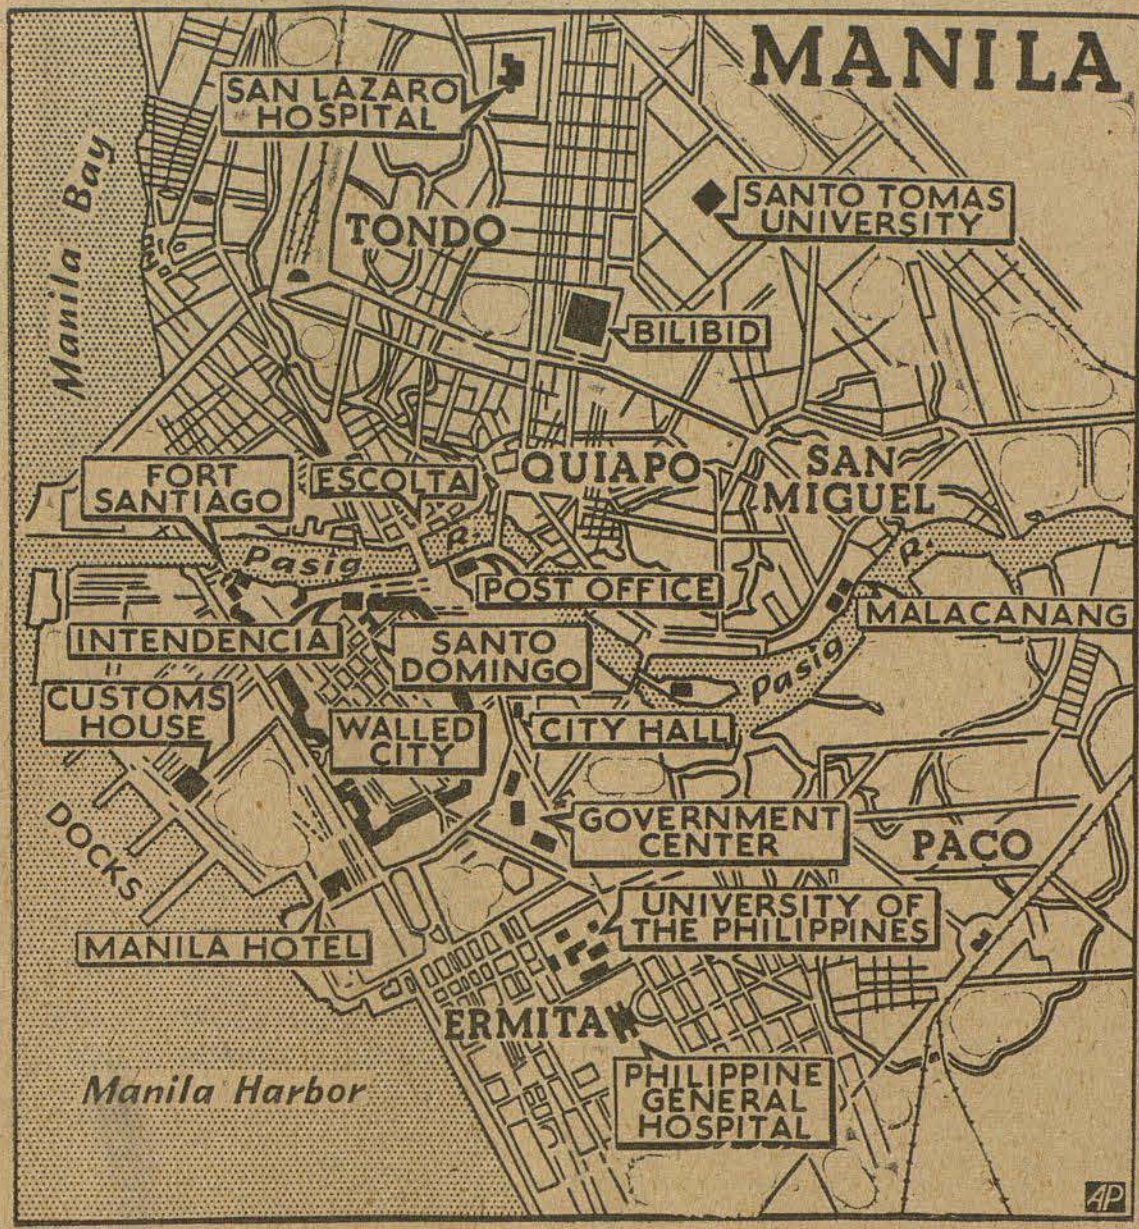 MANILA
SAN LAZARO
HOSPITAL
Manila Bay
SANTO TOMAS
UNIVERSITY
TONDO
BILIBID
FORT
SANTIAGO
ESCOLTA
QUIAPO
SAN
MIGUEL
Pasig
R.
R.
POST OFFICE
MALACANANG
INTENDENCIA
SANTO
DOMINGO
Pasig
CUSTOMS
HOUSE
WALLED
CITY
CITY HALL
DOCKS
GOVERNMENT
CENTER
PACO
UNIVERSITY OF
THE PHILIPPINES
MANILA HOTEL
ERMITA
PHILIPPINE
GENERAL
HOSPITAL
Manila Harbor
AP